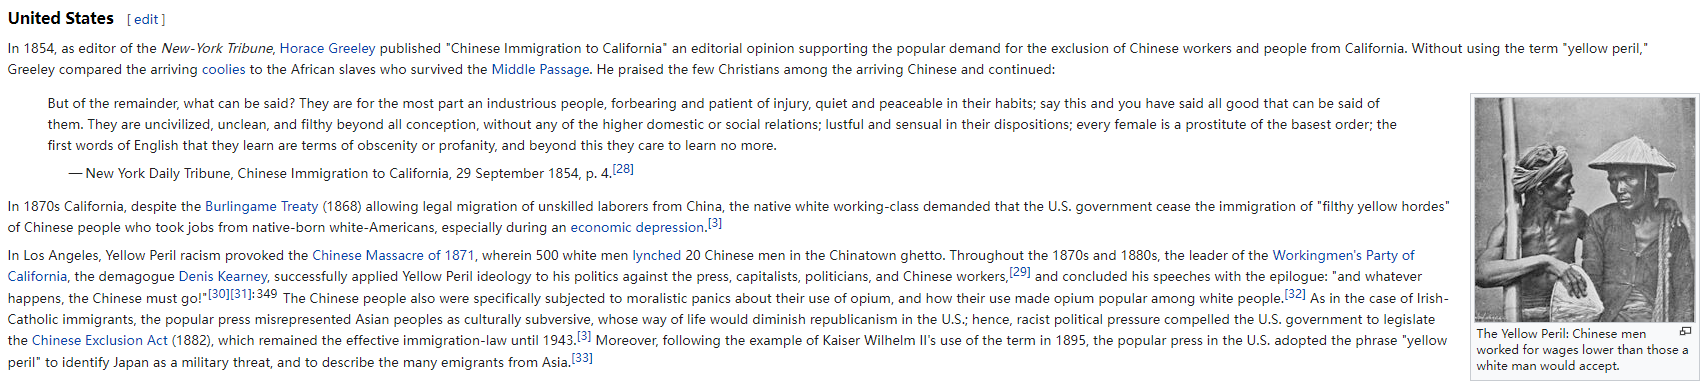 United States [ edit ]
In 1854, as editor of the New-York Tribune, Horace Greeley published "Chinese Immigration to California" an editorial opinion supporting the popular demand for the exclusion of Chinese workers and people from California. Without using the term "yellow peril,"
Greeley compared the arriving coolies to the African slaves who survived the Middle Passage. He praised the few Christians among the arriving Chinese and continued:
But of the remainder, what can be said? They are for the most part an industrious people, forbearing and patient of injury, quiet and peaceable in their habits; say this and you have said all good that can be said of
them. They are uncivilized, unclean, and filthy beyond all conception, without any of the higher domestic or social relations; lustful and sensual in their dispositions; every female is a prostitute of the basest order; the
first words of English that they learn are terms of obscenity or profanity, and beyond this they care to learn no more.
— New York Daily Tribune, Chinese Immigration to California, 29 September 1854, p. 4.[28]
In 1870s California, despite the Burlingame Treaty (1868) allowing legal migration of unskilled laborers from China, the native white working-class demanded that the U.S. government cease the immigration of "filthy yellow hordes"
of Chinese people who took jobs from native-born white-Americans, especially during an economic depression.[3]
In Los Angeles, Yellow Peril racism provoked the Chinese Massacre of 1871, wherein 500 white men lynched 20 Chinese men in the Chinatown ghetto. Throughout the 1870s and 1880s, the leader of the Workingmen's Party of
California, the demagogue Denis Kearney, successfully applied Yellow Peril ideology to his politics against the press, capitalists, politicians, and Chinese workers,[29] and concluded his speeches with the epilogue: "and whatever
happens, the Chinese must go!"[30][31]:349 The Chinese people also were specifically subjected to moralistic panics about their use of opium, and how their use made opium popular among white people.[32] As in the case of Irish-
Catholic immigrants, the popular press misrepresented Asian peoples as culturally subversive, whose way of life would diminish republicanism in the U.S.; hence, racist political pressure compelled the U.S. government to legislate
the Chinese Exclusion Act (1882), which remained the effective immigration-law until 1943.[3] Moreover, following the example of Kaiser Wilhelm II's use of the term in 1895, the popular press in the U.S. adopted the phrase "yellow
peril" to identify Japan as a military threat, and to describe the many emigrants from Asia.[33]
The Yellow Peril: Chinese men
worked for wages lower than those a
white man would accept.